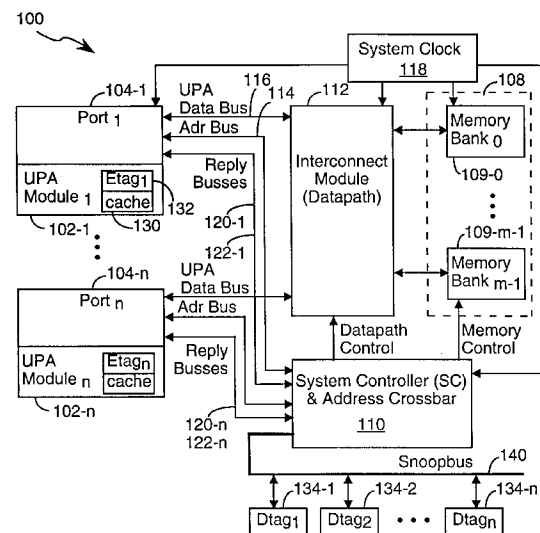 100
System Clock
118
104-1
Port 1
UPA
Data Bus
116
114
Adr Bus
Reply
Busses
112
Interconnect
Module
(Datapath)
108
Memory
Bank 0
109-0
UPA
Module 1
Etag1
cache
132
130
102-1
120-1
122-1
109-m-1
Memory
Bank m-1
104-n
Port n
UPA
Data Bus
Adr Bus
Reply
Busses
UPA
Module n
Etagn
cache
102-n
Datapath
Control
Memory
Control
System Controller (SC)
& Address Crossbar
110
120-n
122-n
Snoopbus
140
134-1
134-2
134-n
Dtag1
Dtag2
Dtagn